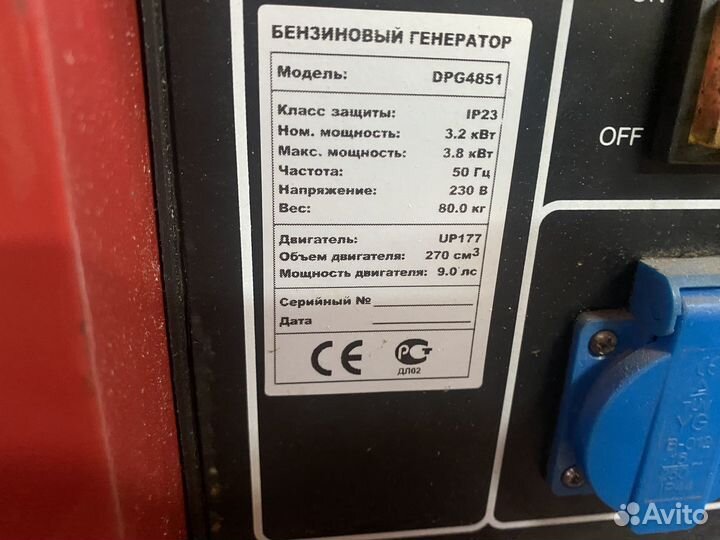 БЕНЗИНОВЫЙ ГЕНЕРАТОР
Модель: DPG4851
Класс защиты: IP23
Ном. мощность: 3.2 кВт
Макс. мощность: 3.8 кВт
Частота: 50 Гц
Напряжение: 230 В
Вес: 80.0 кг
Двигатель: UP177
Объем двигателя: 270 см³
Мощность двигателя: 9.0 лс
Серийный №
Дата
CE РСТ
ДЛ02
OFF
Avito